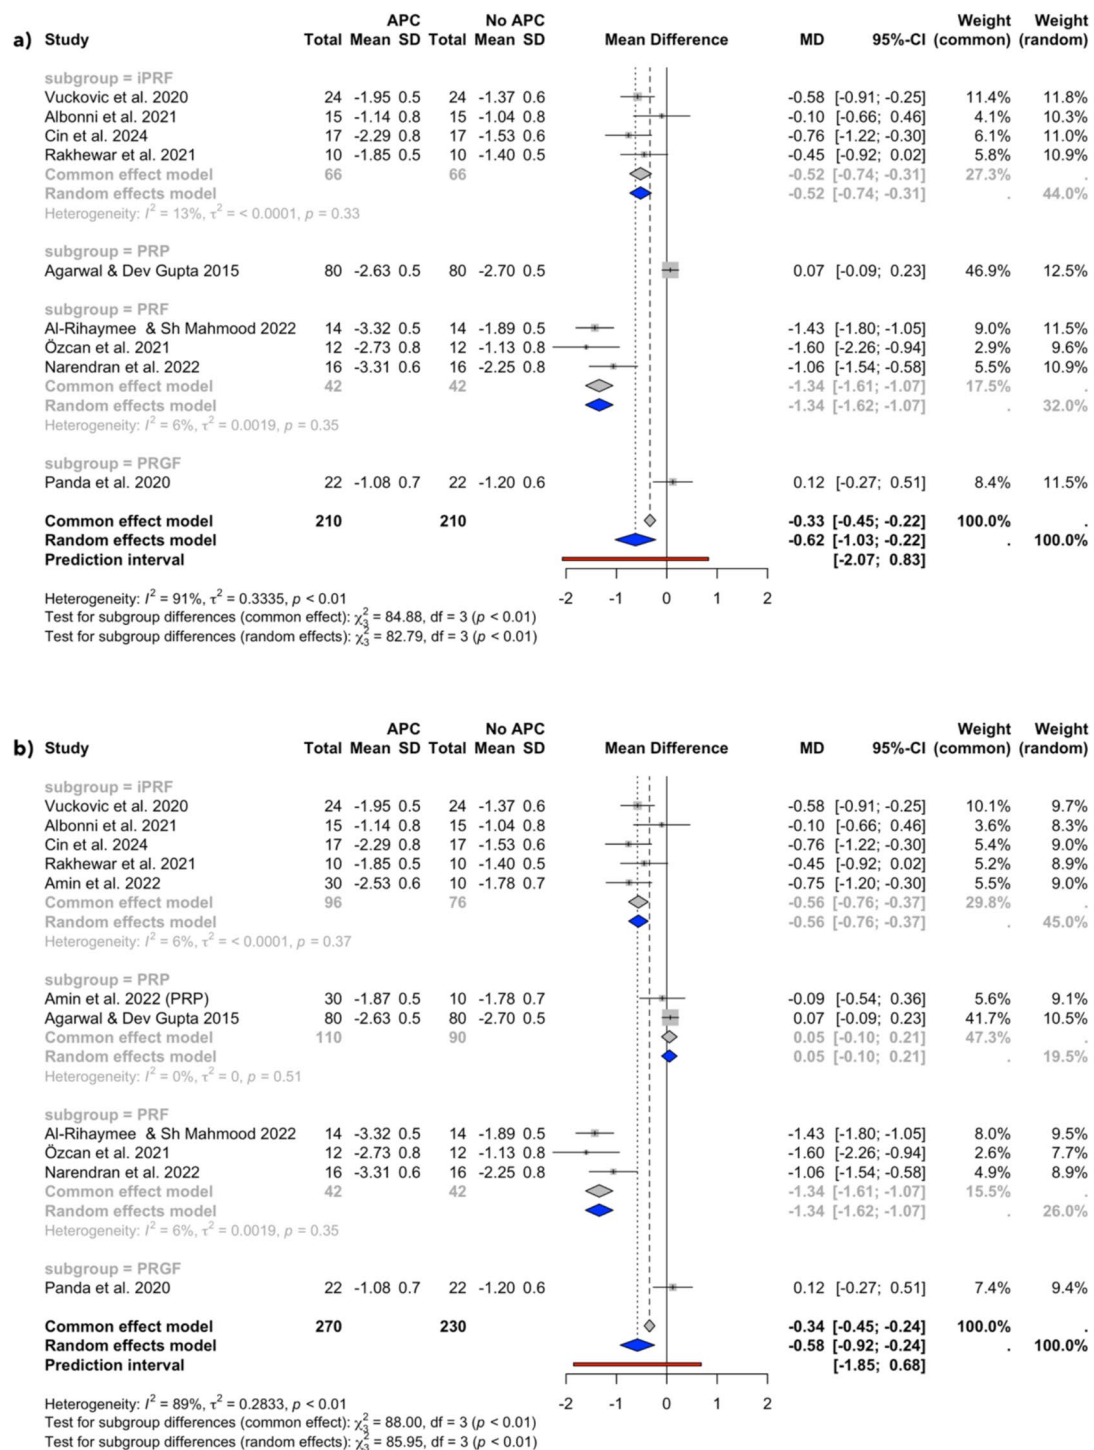 a)
APC No APC Weight Weight
Study Total Mean SD Total Mean SD Mean Difference MD 95%-CI (common) (random)
subgroup = iPRF
Vuckovic et al. 2020 24 -1.95 0.5 24 -1.37 0.6 -0.58 [-0.91; -0.25] 11.4% 11.8%
Albonni et al. 2021 15 -1.14 0.8 15 -1.04 0.8 -0.10 [-0.66; 0.46] 4.1% 10.3%
Cin et al. 2024 17 -2.29 0.8 17 -1.53 0.6 -0.76 [-1.22; -0.30] 6.1% 11.0%
Rakhewar et al. 2021 10 -1.85 0.5 10 -1.40 0.5 -0.45 [-0.92; 0.02] 5.8% 10.9%
Common effect model 66 66 -0.52 [-0.74; -0.31] 27.3% .
Random effects model -0.52 [-0.74; -0.31] . 44.0%
Heterogeneity: I² = 13%, τ² = < 0.0001, p = 0.33
subgroup = PRP
Agarwal & Dev Gupta 2015 80 -2.63 0.5 80 -2.70 0.5 0.07 [-0.09; 0.23] 46.9% 12.5%
subgroup = PRF
Al-Rihaymee & Sh Mahmood 2022 14 -3.32 0.5 14 -1.89 0.5 -1.43 [-1.80; -1.05] 9.0% 11.5%
Özcan et al. 2021 12 -2.73 0.8 12 -1.13 0.8 -1.60 [-2.26; -0.94] 2.9% 9.6%
Narendran et al. 2022 16 -3.31 0.6 16 -2.25 0.8 -1.06 [-1.54; -0.58] 5.5% 10.9%
Common effect model 42 42 -1.34 [-1.61; -1.07] 17.5% .
Random effects model -1.34 [-1.62; -1.07] . 32.0%
Heterogeneity: I² = 6%, τ² = 0.0019, p = 0.35
subgroup = PRGF
Panda et al. 2020 22 -1.08 0.7 22 -1.20 0.6 0.12 [-0.27; 0.51] 8.4% 11.5%
Common effect model 210 210 -0.33 [-0.45; -0.22] 100.0% .
Random effects model -0.62 [-1.03; -0.22] . 100.0%
Prediction interval [-2.07; 0.83]
-2 -1 0 1 2
Heterogeneity: I² = 91%, τ² = 0.3335, p < 0.01
Test for subgroup differences (common effect): χ²₃ = 84.88, df = 3 (p < 0.01)
Test for subgroup differences (random effects): χ²₃ = 82.79, df = 3 (p < 0.01)
b)
APC No APC Weight Weight
Study Total Mean SD Total Mean SD Mean Difference MD 95%-CI (common) (random)
subgroup = iPRF
Vuckovic et al. 2020 24 -1.95 0.5 24 -1.37 0.6 -0.58 [-0.91; -0.25] 10.1% 9.7%
Albonni et al. 2021 15 -1.14 0.8 15 -1.04 0.8 -0.10 [-0.66; 0.46] 3.6% 8.3%
Cin et al. 2024 17 -2.29 0.8 17 -1.53 0.6 -0.76 [-1.22; -0.30] 5.4% 9.0%
Rakhewar et al. 2021 10 -1.85 0.5 10 -1.40 0.5 -0.45 [-0.92; 0.02] 5.2% 8.9%
Amin et al. 2022 30 -2.53 0.6 10 -1.78 0.7 -0.75 [-1.20; -0.30] 5.5% 9.0%
Common effect model 96 76 -0.56 [-0.76; -0.37] 29.8% .
Random effects model -0.56 [-0.76; -0.37] . 45.0%
Heterogeneity: I² = 6%, τ² = < 0.0001, p = 0.37
subgroup = PRP
Amin et al. 2022 (PRP) 30 -1.87 0.5 10 -1.78 0.7 -0.09 [-0.54; 0.36] 5.6% 9.1%
Agarwal & Dev Gupta 2015 80 -2.63 0.5 80 -2.70 0.5 0.07 [-0.09; 0.23] 41.7% 10.5%
Common effect model 110 90 0.05 [-0.10; 0.21] 47.3% .
Random effects model 0.05 [-0.10; 0.21] . 19.5%
Heterogeneity: I² = 0%, τ² = 0, p = 0.51
subgroup = PRF
Al-Rihaymee & Sh Mahmood 2022 14 -3.32 0.5 14 -1.89 0.5 -1.43 [-1.80; -1.05] 8.0% 9.5%
Özcan et al. 2021 12 -2.73 0.8 12 -1.13 0.8 -1.60 [-2.26; -0.94] 2.6% 7.7%
Narendran et al. 2022 16 -3.31 0.6 16 -2.25 0.8 -1.06 [-1.54; -0.58] 4.9% 8.9%
Common effect model 42 42 -1.34 [-1.61; -1.07] 15.5% .
Random effects model -1.34 [-1.62; -1.07] . 26.0%
Heterogeneity: I² = 6%, τ² = 0.0019, p = 0.35
subgroup = PRGF
Panda et al. 2020 22 -1.08 0.7 22 -1.20 0.6 0.12 [-0.27; 0.51] 7.4% 9.4%
Common effect model 270 230 -0.34 [-0.45; -0.24] 100.0% .
Random effects model -0.58 [-0.92; -0.24] . 100.0%
Prediction interval [-1.85; 0.68]
-2 -1 0 1 2
Heterogeneity: I² = 89%, τ² = 0.2833, p < 0.01
Test for subgroup differences (common effect): χ²₃ = 88.00, df = 3 (p < 0.01)
Test for subgroup differences (random effects): χ²₃ = 85.95, df = 3 (p < 0.01)